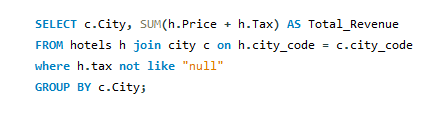 SELECT c.City, SUM(h.Price + h.Tax) AS Total_Revenue
FROM hotels h join city c on h.city_code = c.city_code
where h.tax not like "null"
GROUP BY c.City;